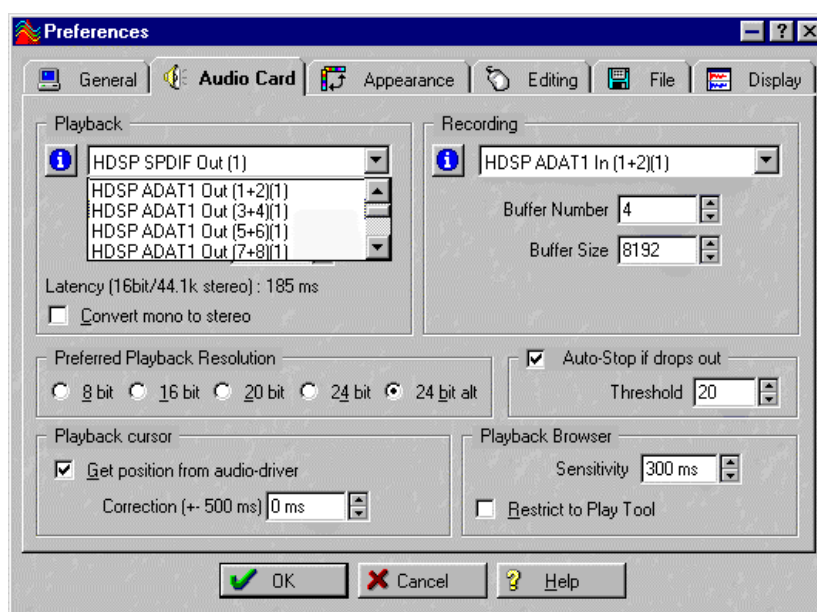 Preferences
General
Audio Card
Appearance
Editing
File
Display
Playback
HDSP SPDIF Out (1)
HDSP ADAT1 Out (1+2)(1)
HDSP ADAT1 Out (3+4)(1)
HDSP ADAT1 Out (5+6)(1)
HDSP ADAT1 Out (7+8)(1)
Latency (16bit/44.1k stereo) : 185 ms
Convert mono to stereo
Recording
HDSP ADAT1 In (1+2)(1)
Buffer Number 4
Buffer Size 8192
Preferred Playback Resolution
8 bit 16 bit 20 bit 24 bit 24 bit alt
Auto-Stop if drops out
Threshold 20
Playback cursor
Get position from audio-driver
Correction (+- 500 ms) 0 ms
Playback Browser
Sensitivity 300 ms
Restrict to Play Tool
OK
Cancel
Help